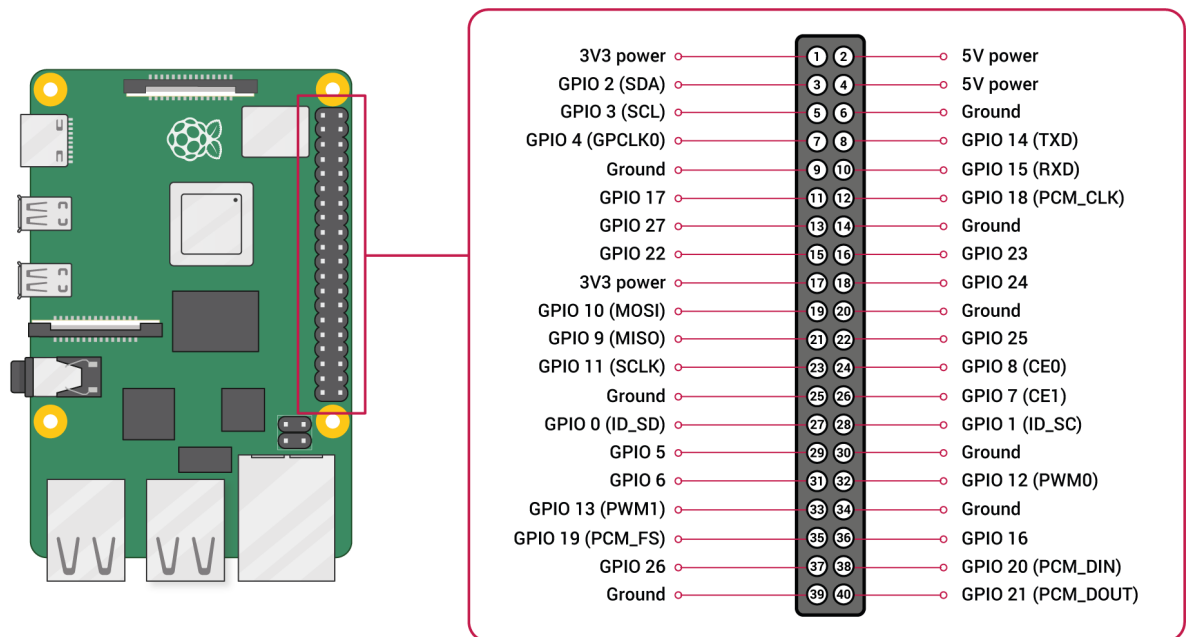 3V3 power 1 2 5V power
GPIO 2 (SDA) 3 4 5V power
GPIO 3 (SCL) 5 6 Ground
GPIO 4 (GPCLK0) 7 8 GPIO 14 (TXD)
Ground 9 10 GPIO 15 (RXD)
GPIO 17 11 12 GPIO 18 (PCM_CLK)
GPIO 27 13 14 Ground
GPIO 22 15 16 GPIO 23
3V3 power 17 18 GPIO 24
GPIO 10 (MOSI) 19 20 Ground
GPIO 9 (MISO) 21 22 GPIO 25
GPIO 11 (SCLK) 23 24 GPIO 8 (CE0)
Ground 25 26 GPIO 7 (CE1)
GPIO 0 (ID_SD) 27 28 GPIO 1 (ID_SC)
GPIO 5 29 30 Ground
GPIO 6 31 32 GPIO 12 (PWM0)
GPIO 13 (PWM1) 33 34 Ground
GPIO 19 (PCM_FS) 35 36 GPIO 16
GPIO 26 37 38 GPIO 20 (PCM_DIN)
Ground 39 40 GPIO 21 (PCM_DOUT)